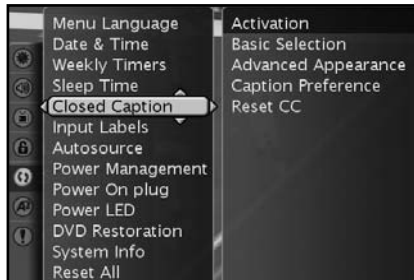 Menu Language
Date & Time
Weekly Timers
Sleep Time
Closed Caption
Input Labels
Autosource
Power Management
Power On plug
Power LED
DVD Restoration
System Info
Reset All
Activation
Basic Selection
Advanced Appearance
Caption Preference
Reset CC